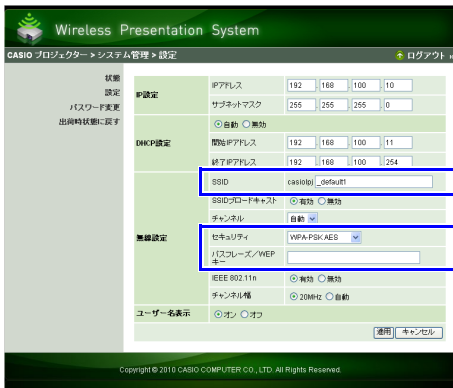 Wireless Presentation System
CASIO プロジェクター > システム管理 > 設定
ログアウト
状態
設定
パスワード変更
出荷時状態に戻す
IP設定
IPアドレス 192 . 168 . 100 . 10
サブネットマスク 255 . 255 . 255 . 0
DHCP設定
自動 無効
開始IPアドレス 192 . 168 . 100 . 11
終了IPアドレス 192 . 168 . 100 . 254
無線設定
SSID casiolpj _default1
SSIDブロードキャスト 有効 無効
チャンネル 自動
セキュリティ WPA-PSK AES
パスフレーズ/WEP
キー
IEEE 802.11n 有効 無効
チャンネル幅 20MHz 自動
ユーザー名表示 オン オフ
適用 キャンセル
Copyright © 2010 CASIO COMPUTER CO., LTD. All Rights Reserved.